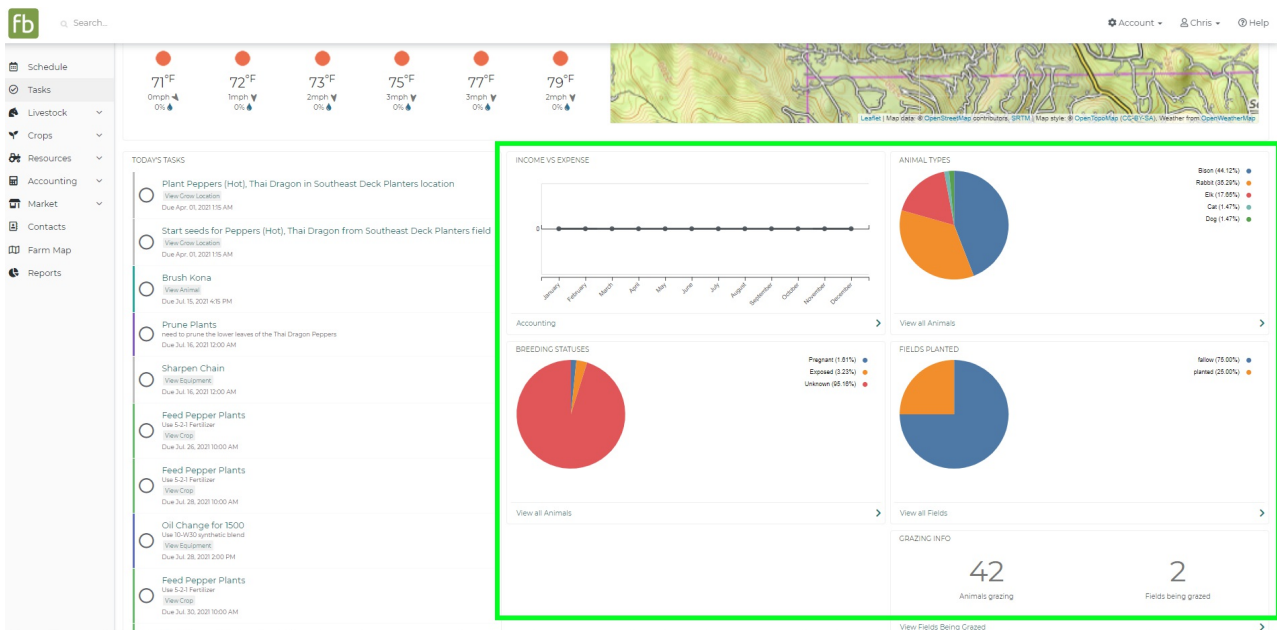 fb
Search...
Account
Chris
Help
Schedule
Tasks
Livestock
Crops
Resources
Accounting
Market
Contacts
Farm Map
Reports
71°F
0mph
0%
72°F
1mph
0%
73°F
2mph
0%
75°F
3mph
0%
77°F
3mph
0%
79°F
2mph
0%
Leaflet | Map data: © OpenStreetMap contributors, SRTM | Map style: © OpenTopoMap (CC-BY-SA), Weather from OpenWeatherMap
TODAY'S TASKS
Plant Peppers (Hot), Thai Dragon in Southeast Deck Planters location
View Grow Location
Due Apr. 01, 2021 1:15 AM
Start seeds for Peppers (Hot), Thai Dragon from Southeast Deck Planters field
View Grow Location
Due Apr. 01, 2021 1:15 AM
Brush Kona
View Animal
Due Jul. 15, 2021 4:15 PM
Prune Plants
need to prune the lower leaves of the Thai Dragon Peppers
Due Jul. 16, 2021 12:00 AM
Sharpen Chain
View Equipment
Due Jul. 16, 2021 12:00 AM
Feed Pepper Plants
Use 5-2-1 Fertilizer
View Crop
Due Jul. 26, 2021 10:00 AM
Feed Pepper Plants
Use 5-2-1 Fertilizer
View Crop
Due Jul. 28, 2021 10:00 AM
Oil Change for 1500
Use 10-W30 synthetic blend
View Equipment
Due Jul. 28, 2021 2:00 PM
Feed Pepper Plants
Use 5-2-1 Fertilizer
View Crop
Due Jul. 30, 2021 10:00 AM
INCOME VS EXPENSE
0
January
February
March
April
May
June
July
August
September
October
November
December
Accounting
ANIMAL TYPES
Bison (44.12%)
Rabbit (35.29%)
Elk (17.65%)
Cat (1.47%)
Dog (1.47%)
View all Animals
BREEDING STATUSES
Pregnant (1.61%)
Exposed (3.23%)
Unknown (95.16%)
View all Animals
FIELDS PLANTED
fallow (75.00%)
planted (25.00%)
View all Fields
GRAZING INFO
42
Animals grazing
2
Fields being grazed
View Fields Being Grazed